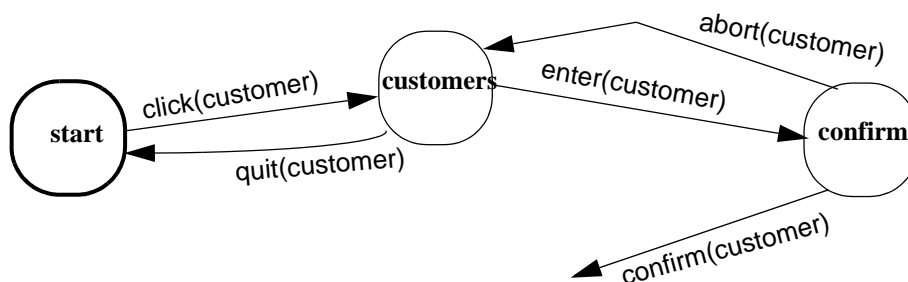 abort(customer)
customers
enter(customer)
click(customer)
start
confirm
quit(customer)
confirm(customer)